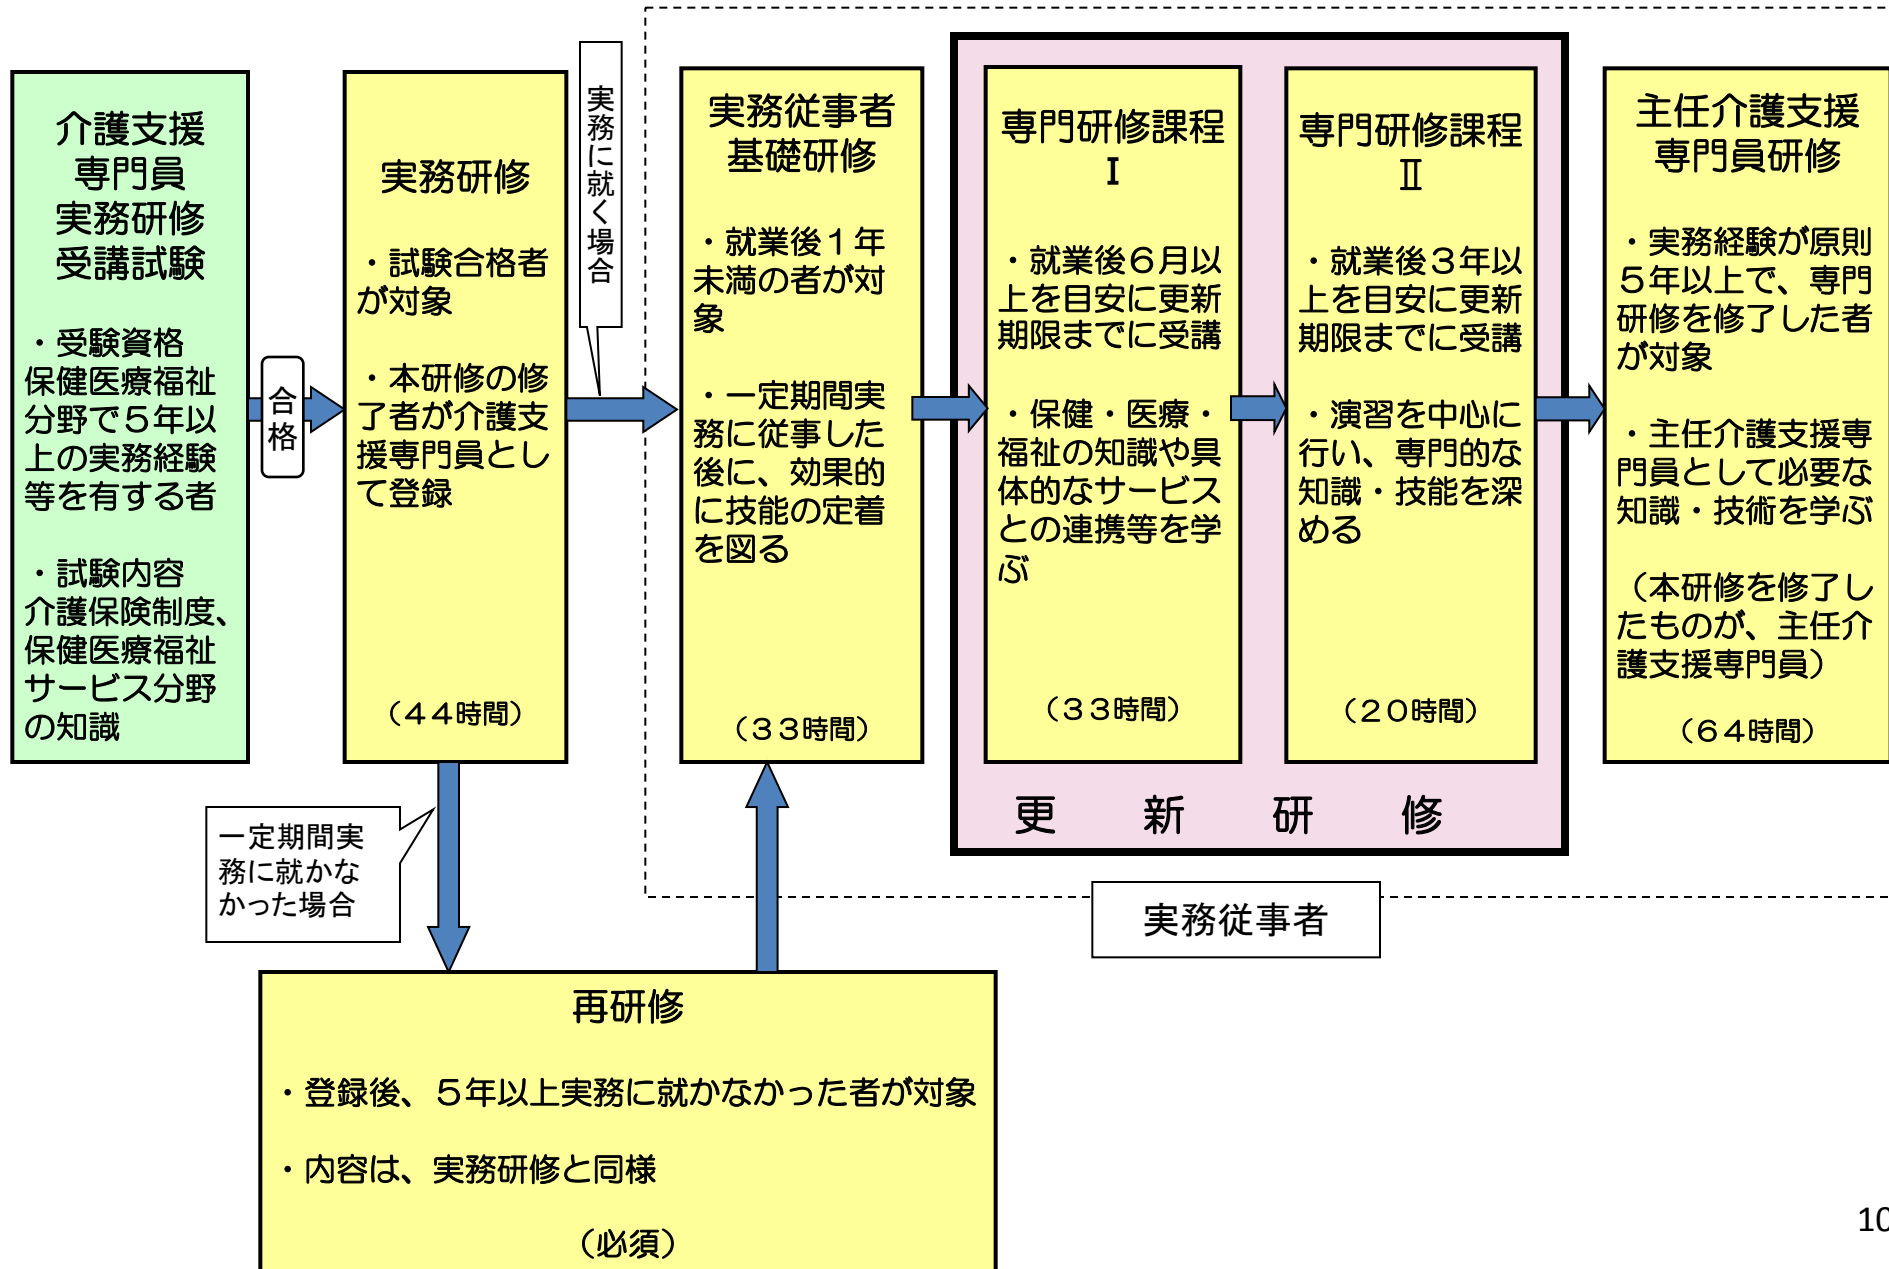 介護支援
専門員
実務研修
受講試験
・受験資格
保健医療福祉
分野で５年以
上の実務経験
等を有する者
・試験内容
介護保険制度、
保健医療福祉
サービス分野
の知識
合
格
実務研修
・試験合格者
が対象
・本研修の修
了者が介護支
援専門員とし
て登録
（４４時間）
実務に就く場合
実務従事者
基礎研修
・就業後１年
未満の者が対
象
・一定期間実
務に従事した
後に、効果的
に技能の定着
を図る
（３３時間）
専門研修課程
Ⅰ
・就業後６月以
上を目安に更新
期限までに受講
・保健・医療・
福祉の知識や具
体的なサービス
との連携等を学
ぶ
（３３時間）
専門研修課程
Ⅱ
・就業後３年以
上を目安に更新
期限までに受講
・演習を中心に
行い、専門的な
知識・技能を深
める
（２０時間）
更　新　研　修
主任介護支援
専門員研修
・実務経験が原則
５年以上で、専門
研修を修了した者
が対象
・主任介護支援専
門員として必要な
知識・技術を学ぶ
（本研修を修了し
たものが、主任介
護支援専門員）
（６４時間）
実務従事者
一定期間実
務に就かな
かった場合
再研修
・登録後、５年以上実務に就かなかった者が対象
・内容は、実務研修と同様
（必須）
10